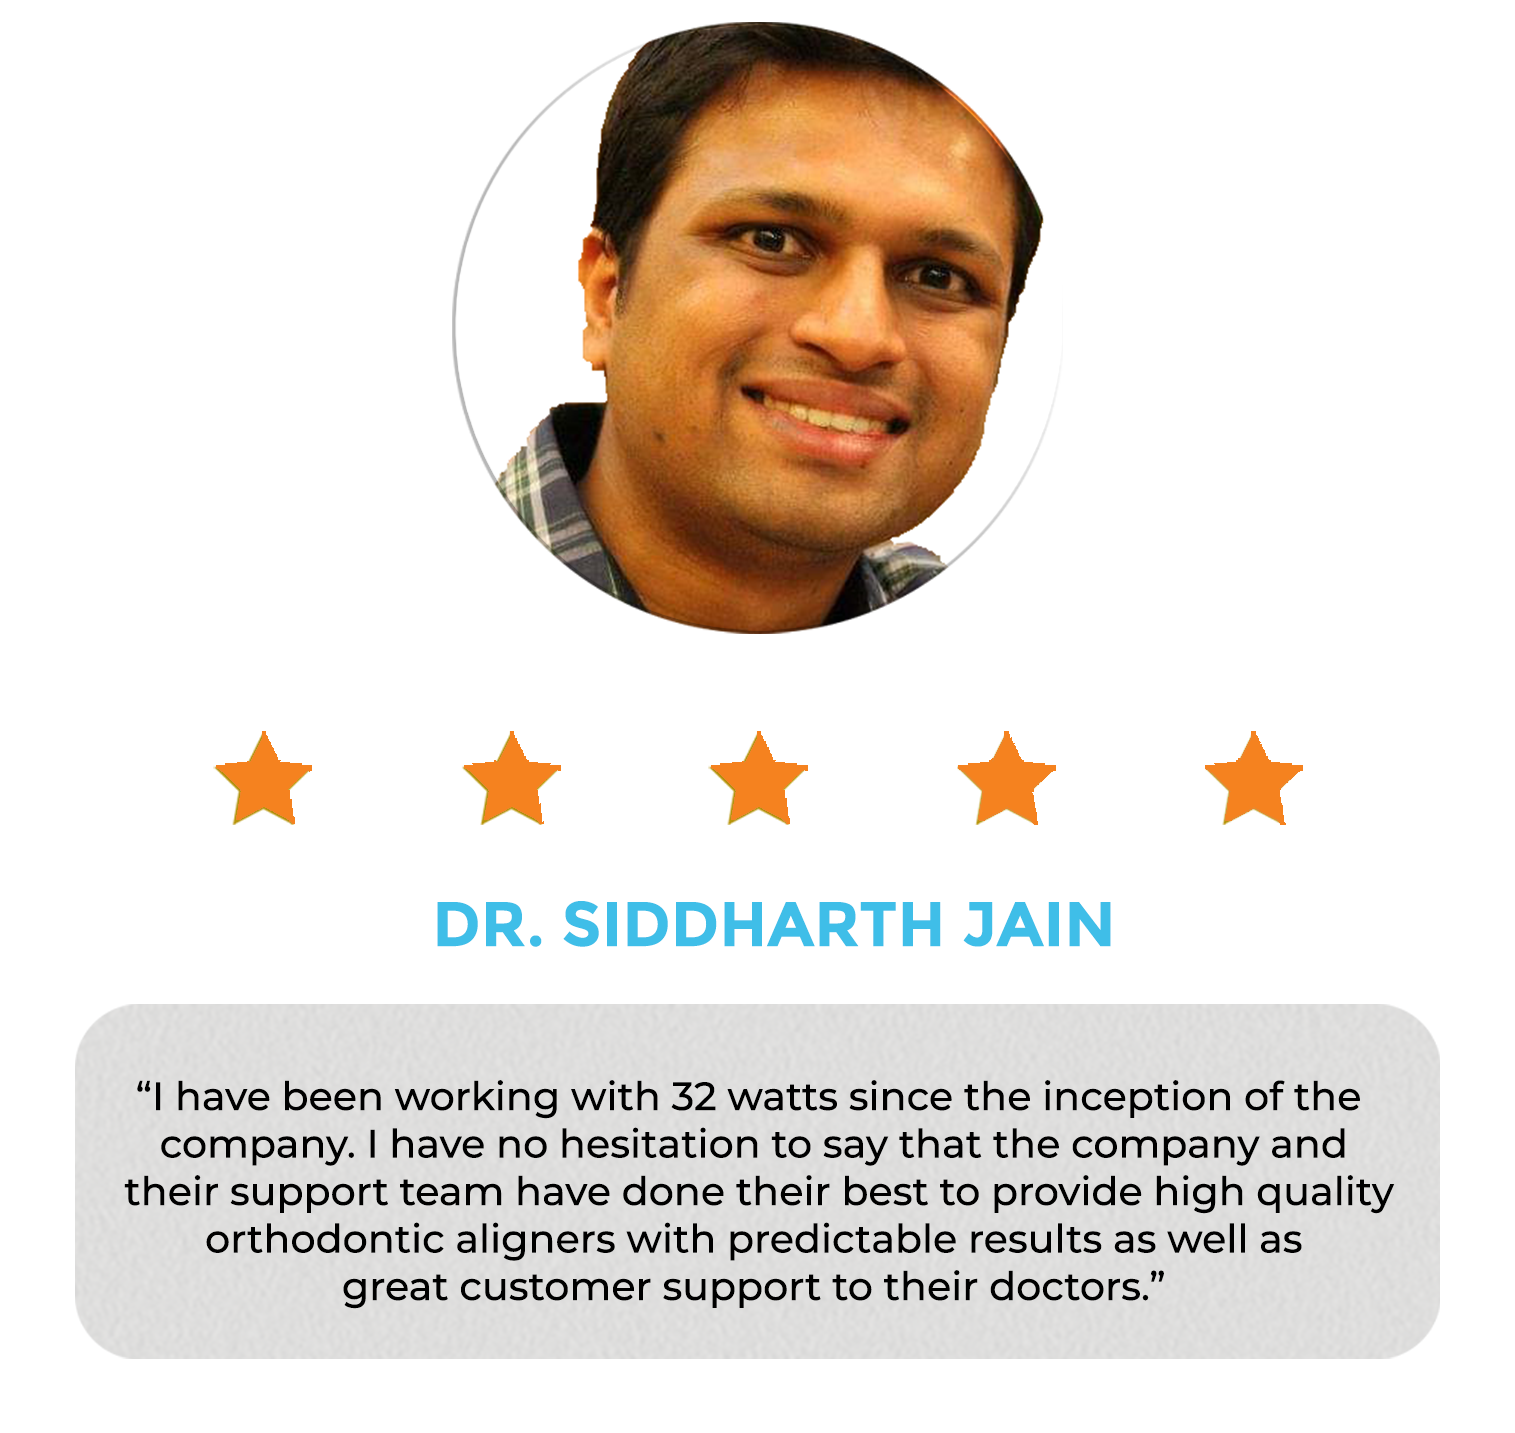 DR. SIDDHARTH JAIN
“I have been working with 32 watts since the inception of the
company. I have no hesitation to say that the company and
their support team have done their best to provide high quality
orthodontic aligners with predictable results as well as
great customer support to their doctors.”